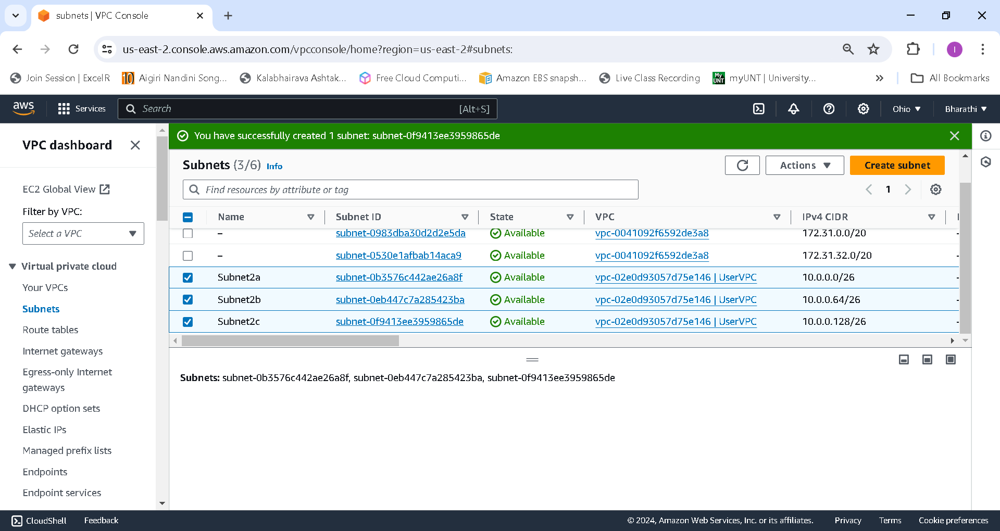 subnets | VPC Console
us-east-2.console.aws.amazon.com/vpcconsole/home?region=us-east-2#subnets:
I
Join Session | ExcelR
10
Aigiri Nandini Song...
Kalabhairava Ashtak...
Free Cloud Computi...
Amazon EBS snapsh...
Live Class Recording
My UNT
myUNT | University...
All Bookmarks
aws
Services
Search
[Alt+S]
Ohio
Bharathi
VPC dashboard
You have successfully created 1 subnet: subnet-0f9413ee3959865de
Subnets (3/6) Info
Actions
Create subnet
Find resources by attribute or tag
1
EC2 Global View
Filter by VPC:
Select a VPC
Virtual private cloud
Your VPCs
Subnets
Route tables
Internet gateways
Egress-only Internet
gateways
DHCP option sets
Elastic IPs
Managed prefix lists
Endpoints
Endpoint services
Name Subnet ID State VPC IPv4 CIDR I
– subnet-0983dba30d2d2e5da Available vpc-0041092f6592de3a8 172.31.0.0/20 -
– subnet-0530e1afbab14aca9 Available vpc-0041092f6592de3a8 172.31.32.0/20 -
Subnet2a subnet-0b3576c442ae26a8f Available vpc-02e0d93057d75e146 | UserVPC 10.0.0.0/26 -
Subnet2b subnet-0eb447c7a285423ba Available vpc-02e0d93057d75e146 | UserVPC 10.0.0.64/26 -
Subnet2c subnet-0f9413ee3959865de Available vpc-02e0d93057d75e146 | UserVPC 10.0.0.128/26 -
Subnets: subnet-0b3576c442ae26a8f, subnet-0eb447c7a285423ba, subnet-0f9413ee3959865de
CloudShell
Feedback
© 2024, Amazon Web Services, Inc. or its affiliates.
Privacy
Terms
Cookie preferences